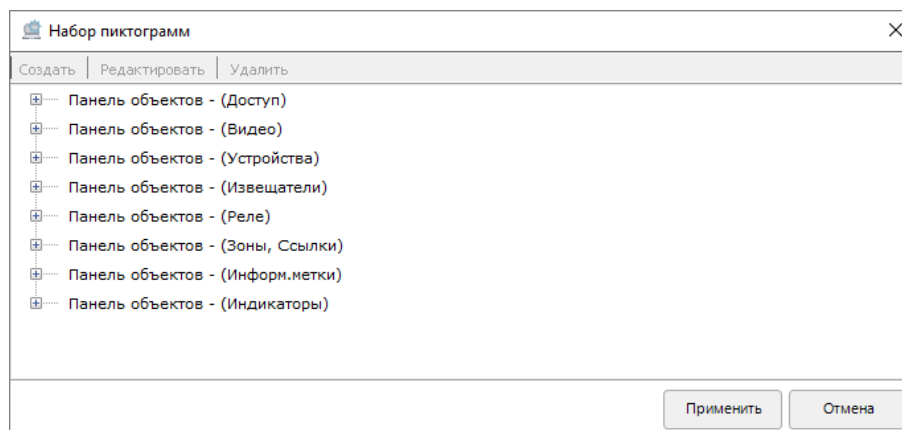 Набор пиктограмм
Создать Редактировать Удалить
Панель объектов - (Доступ)
Панель объектов - (Видео)
Панель объектов - (Устройства)
Панель объектов - (Извещатели)
Панель объектов - (Реле)
Панель объектов - (Зоны, Ссылки)
Панель объектов - (Информ.метки)
Панель объектов - (Индикаторы)
Применить Отмена